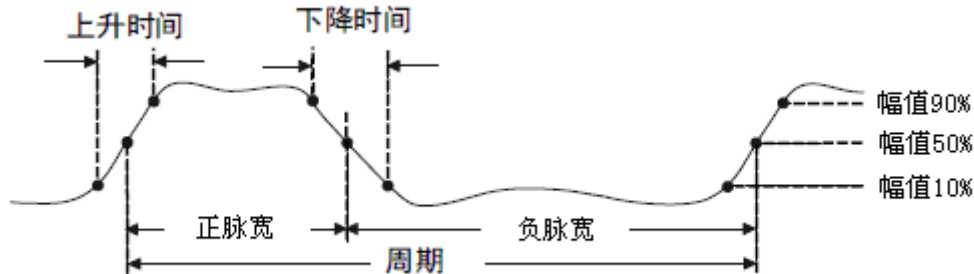 上升时间
下降时间
幅值90%
幅值50%
幅值10%
正脉宽
负脉宽
周期